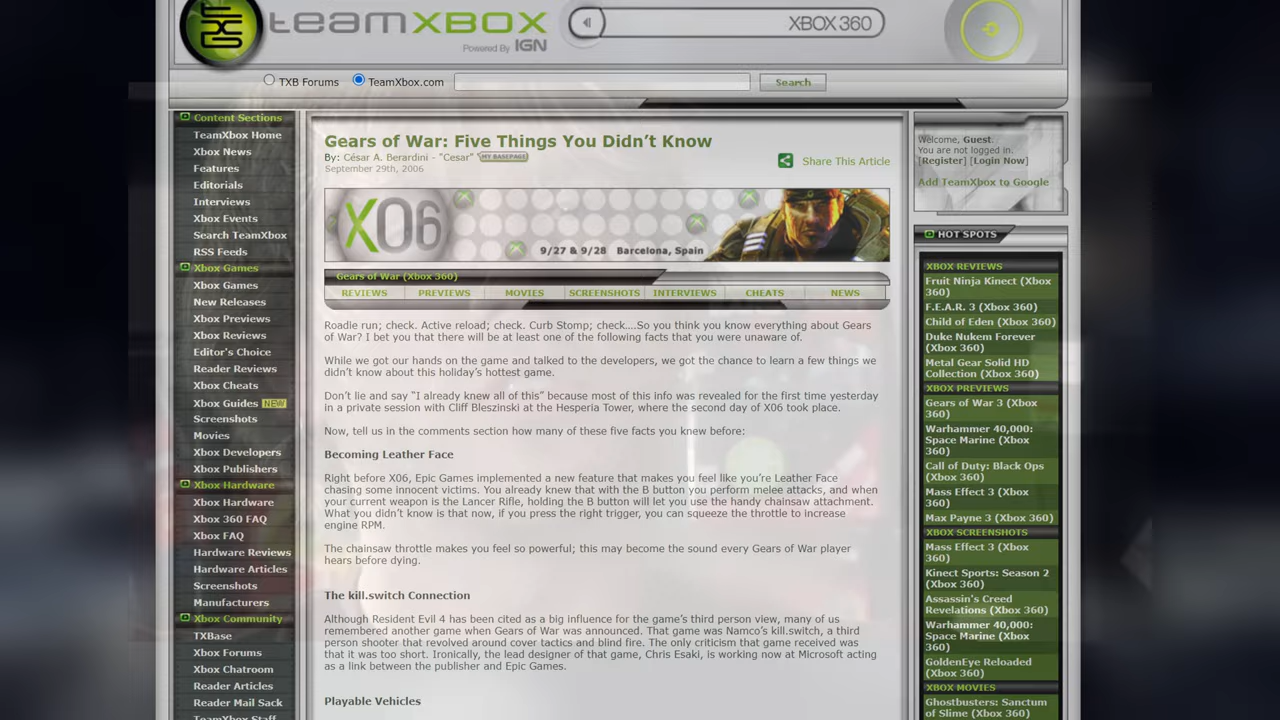 teamXBOX
Powered By IGN
XBOX 360
TXB Forums
TeamXbox.com
Search
Content Sections
TeamXbox Home
Xbox News
Features
Editorials
Interviews
Xbox Events
Search TeamXbox
RSS Feeds
Xbox Games
Xbox Games
New Releases
Xbox Previews
Xbox Reviews
Editor's Choice
Reader Reviews
Xbox Cheats
Xbox Guides NEW
Screenshots
Movies
Xbox Developers
Xbox Publishers
Xbox Hardware
Xbox Hardware
Xbox 360 FAQ
Xbox FAQ
Hardware Reviews
Hardware Articles
Screenshots
Manufacturers
Xbox Community
TXBase
Xbox Forums
Xbox Chatroom
Reader Articles
Reader Mail Sack
TeamXbox Staff
Gears of War: Five Things You Didn't Know
By: César A. Berardini - "Cesar" MY BASEPAGE
September 29th, 2006
Share This Article
X06
9/27 & 9/28 Barcelona, Spain
Gears of War (Xbox 360)
REVIEWS PREVIEWS MOVIES SCREENSHOTS INTERVIEWS CHEATS NEWS
Roadie run; check. Active reload; check. Curb Stomp; check....So you think you know everything about Gears
of War? I bet you that there will be at least one of the following facts that you were unaware of.
While we got our hands on the game and talked to the developers, we got the chance to learn a few things we
didn't know about this holiday's hottest game.
Don't lie and say "I already knew all of this" because most of this info was revealed for the first time yesterday
in a private session with Cliff Bleszinski at the Hesperia Tower, where the second day of X06 took place.
Now, tell us in the comments section how many of these five facts you knew before:
Becoming Leather Face
Right before X06, Epic Games implemented a new feature that makes you feel like you're Leather Face
chasing some innocent victims. You already knew that with the B button you perform melee attacks, and when
your current weapon is the Lancer Rifle, holding the B button will let you use the handy chainsaw attachment.
What you didn't know is that now, if you press the right trigger, you can squeeze the throttle to increase
engine RPM.
The chainsaw throttle makes you feel so powerful; this may become the sound every Gears of War player
hears before dying.
The kill.switch Connection
Although Resident Evil 4 has been cited as a big influence for the game's third person view, many of us
remembered another game when Gears of War was announced. That game was Namco's kill.switch, a third
person shooter that revolved around cover tactics and blind fire. The only criticism that game received was
that it was too short. Ironically, the lead designer of that game, Chris Esaki, is working now at Microsoft acting
as a link between the publisher and Epic Games.
Playable Vehicles
Welcome, Guest.
You are not logged in.
[Register] [Login Now]
Add TeamXbox to Google
HOT SPOTS
XBOX REVIEWS
Fruit Ninja Kinect (Xbox
360)
F.E.A.R. 3 (Xbox 360)
Child of Eden (Xbox 360)
Duke Nukem Forever
(Xbox 360)
Metal Gear Solid HD
Collection (Xbox 360)
XBOX PREVIEWS
Gears of War 3 (Xbox
360)
Warhammer 40,000:
Space Marine (Xbox
360)
Call of Duty: Black Ops
(Xbox 360)
Mass Effect 3 (Xbox
360)
Max Payne 3 (Xbox 360)
XBOX SCREENSHOTS
Mass Effect 3 (Xbox
360)
Kinect Sports: Season 2
(Xbox 360)
Assassin's Creed
Revelations (Xbox 360)
Warhammer 40,000:
Space Marine (Xbox
360)
GoldenEye Reloaded
(Xbox 360)
XBOX MOVIES
Ghostbusters: Sanctum
of Slime (Xbox 360)